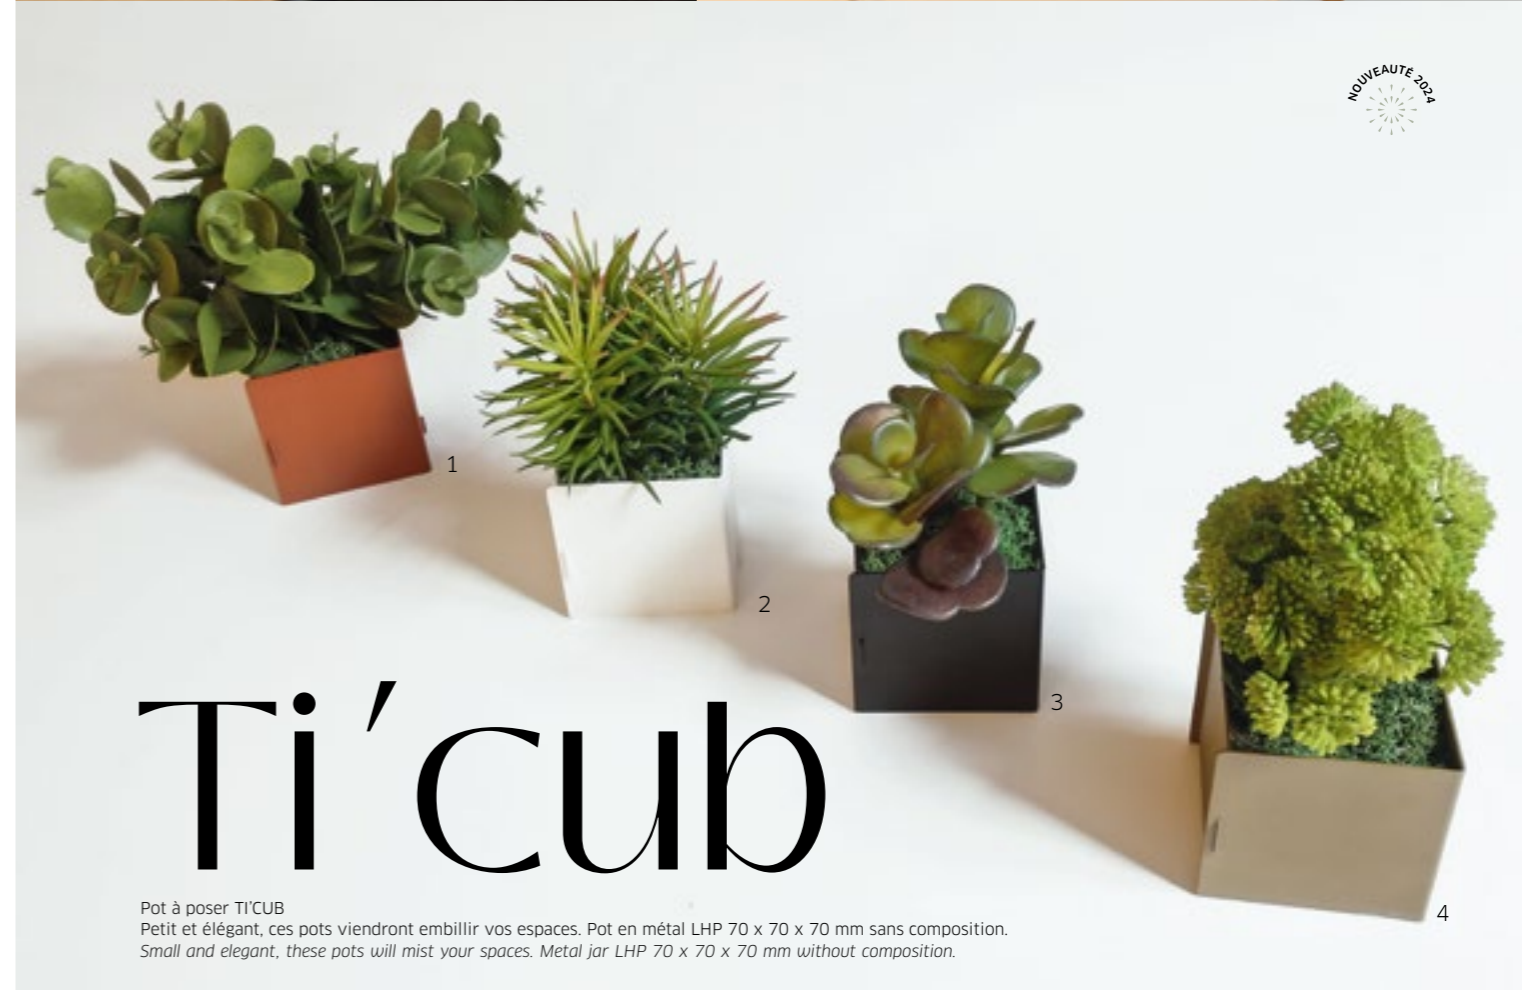 NOUVEAUTÉ 2024
1
2
3
4
Ti'cub
Pot à poser TI'CUB
Petit et élégant, ces pots viendront embillir vos espaces. Pot en métal LHP 70 x 70 x 70 mm sans composition.
Small and elegant, these pots will mist your spaces. Metal jar LHP 70 x 70 x 70 mm without composition.